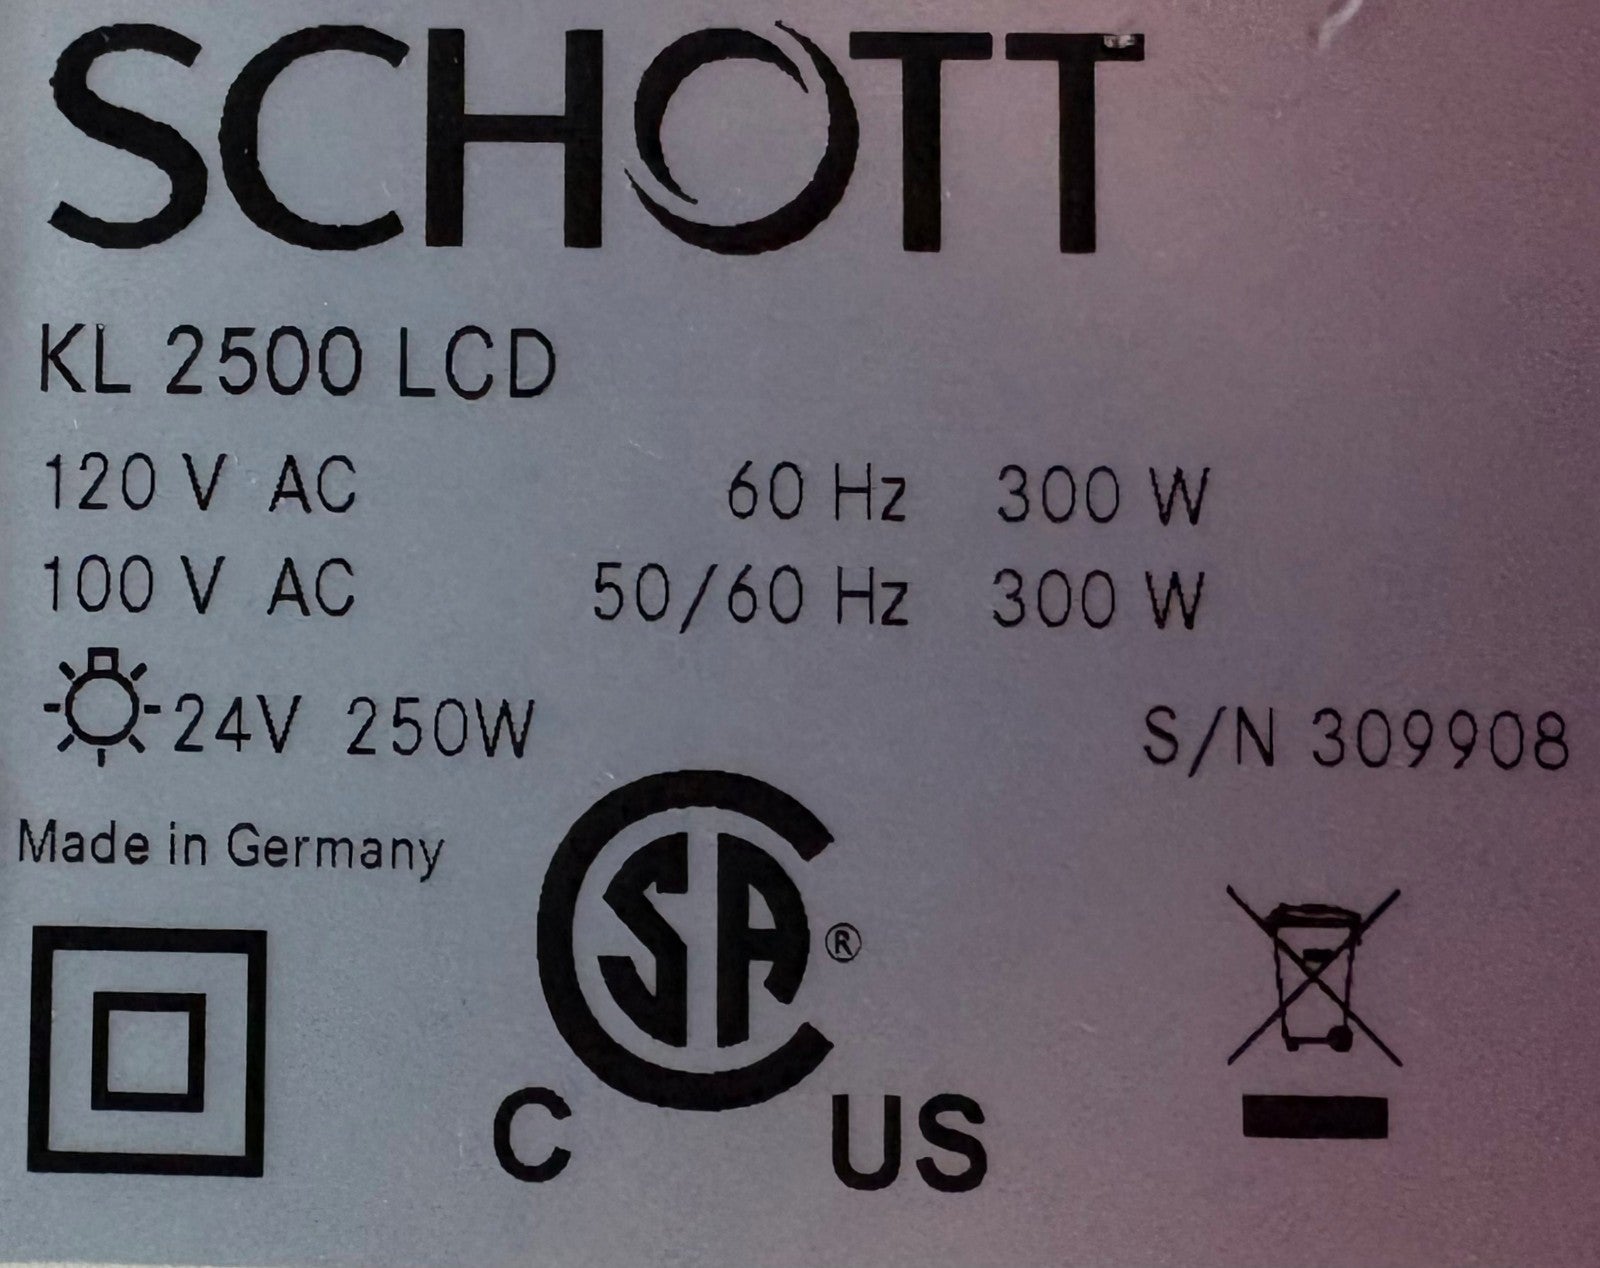 SCHOTT
KL 2500 LCD
120 V AC 60 Hz 300 W
100 V AC 50/60 Hz 300 W
24V 250W
S/N 309908
Made in Germany
CSA ®
C US